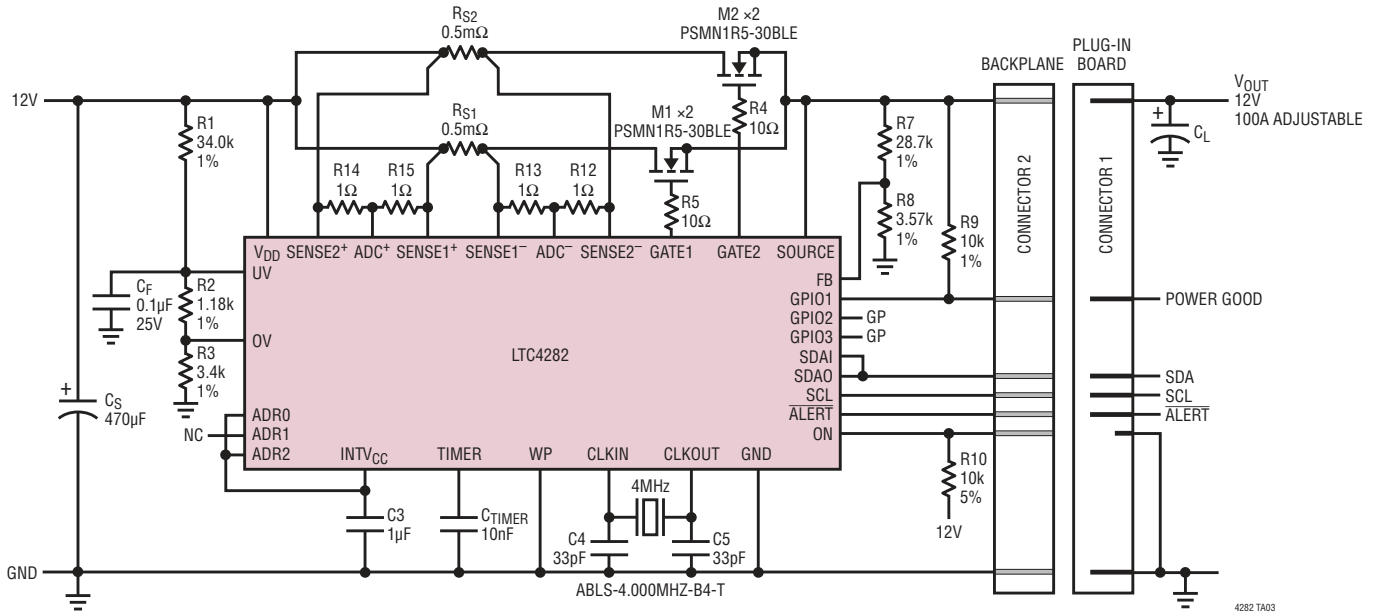 RS2
0.5mΩ
M2 ×2
PSMN1R5-30BLE
BACKPLANE
PLUG-IN
BOARD
12V
R1
34.0k
1%
RS1
0.5mΩ
M1 ×2
PSMN1R5-30BLE
R4
10Ω
R7
28.7k
1%
VOUT
12V
100A ADJUSTABLE
CL
R14
1Ω
R15
1Ω
R13
1Ω
R12
1Ω
R5
10Ω
R8
3.57k
1%
R9
10k
1%
CONNECTOR 2
CONNECTOR 1
VDD
SENSE2+
ADC+
SENSE1+
SENSE1−
ADC−
SENSE2−
GATE1
GATE2
SOURCE
UV
FB
CF
0.1µF
25V
R2
1.18k
1%
GPIO1
POWER GOOD
GPIO2
GP
GPIO3
GP
OV
LTC4282
SDAI
R3
3.4k
1%
SDAO
SDA
SCL
SCL
ALERT
ALERT
ON
CS
470µF
ADR0
NC
ADR1
ADR2
INTVCC
TIMER
WP
CLKIN
CLKOUT
GND
R10
10k
5%
12V
4MHz
C3
1µF
CTIMER
10nF
C4
33pF
C5
33pF
GND
ABLS-4.000MHZ-B4-T
4282 TA03